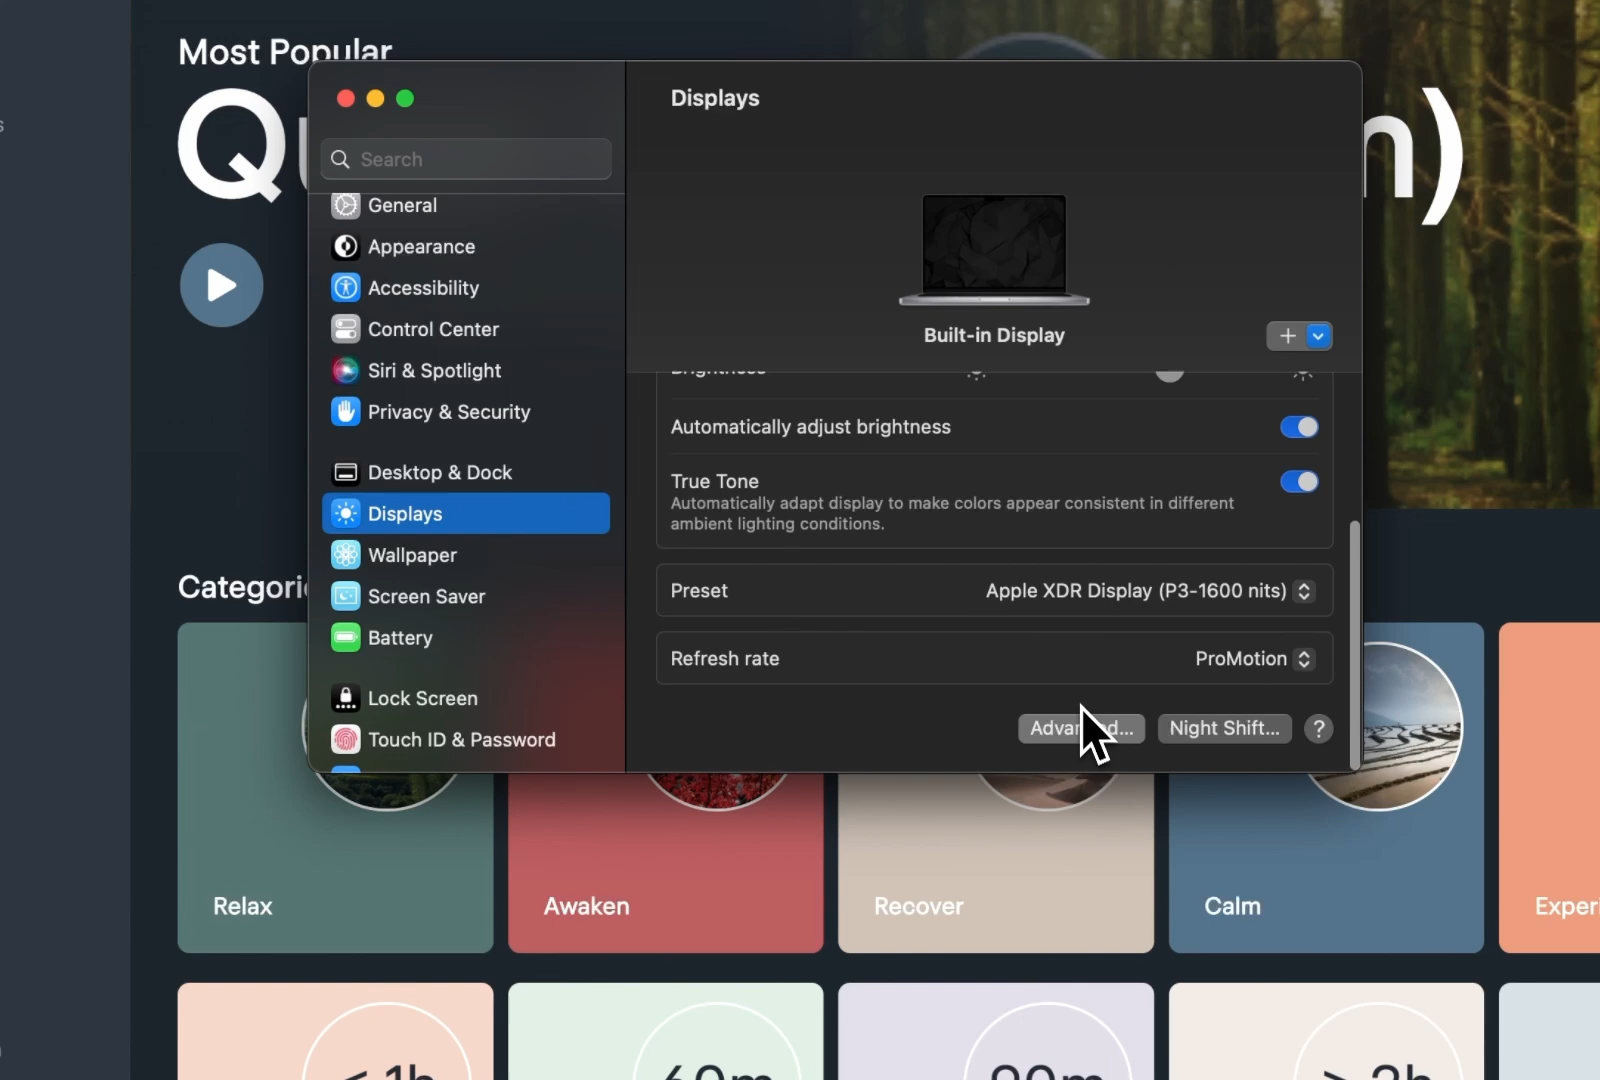 Most Popular
Displays
Search
General
Appearance
Accessibility
Control Center
Siri & Spotlight
Privacy & Security
Desktop & Dock
Displays
Wallpaper
Screen Saver
Battery
Lock Screen
Touch ID & Password
Built-in Display
Automatically adjust brightness
True Tone
Automatically adapt display to make colors appear consistent in different
ambient lighting conditions.
Preset
Apple XDR Display (P3-1600 nits)
Refresh rate
ProMotion
Night Shift...
?
Relax
Awaken
Recover
Calm